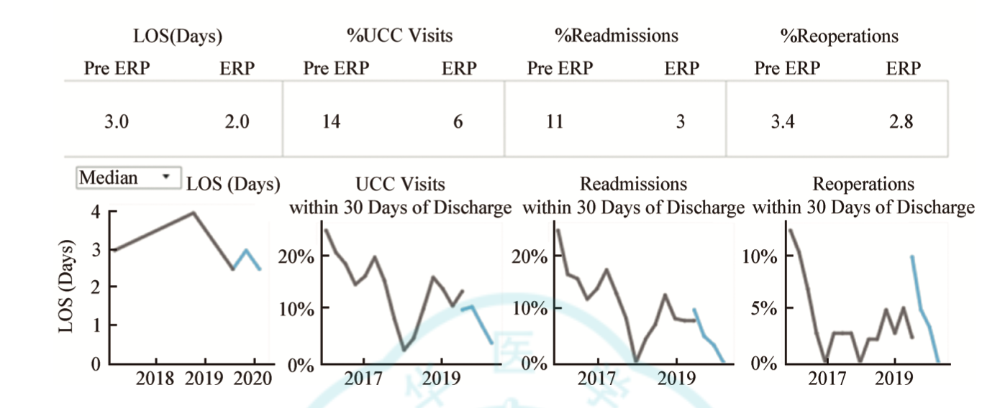 LOS(Days) %UCC Visits %Readmissions %Reoperations
Pre ERP ERP Pre ERP ERP Pre ERP ERP Pre ERP ERP
3.0 2.0 14 6 11 3 3.4 2.8
Median LOS (Days)
UCC Visits
within 30 Days of Discharge
Readmissions
within 30 Days of Discharge
Reoperations
within 30 Days of Discharge
LOS (Days)
4
3
2
1
0
2018 2019 2020
20%
10%
0%
2017 2019
20%
10%
0%
2017 2019
10%
5%
0%
2017 2019
华 医 学